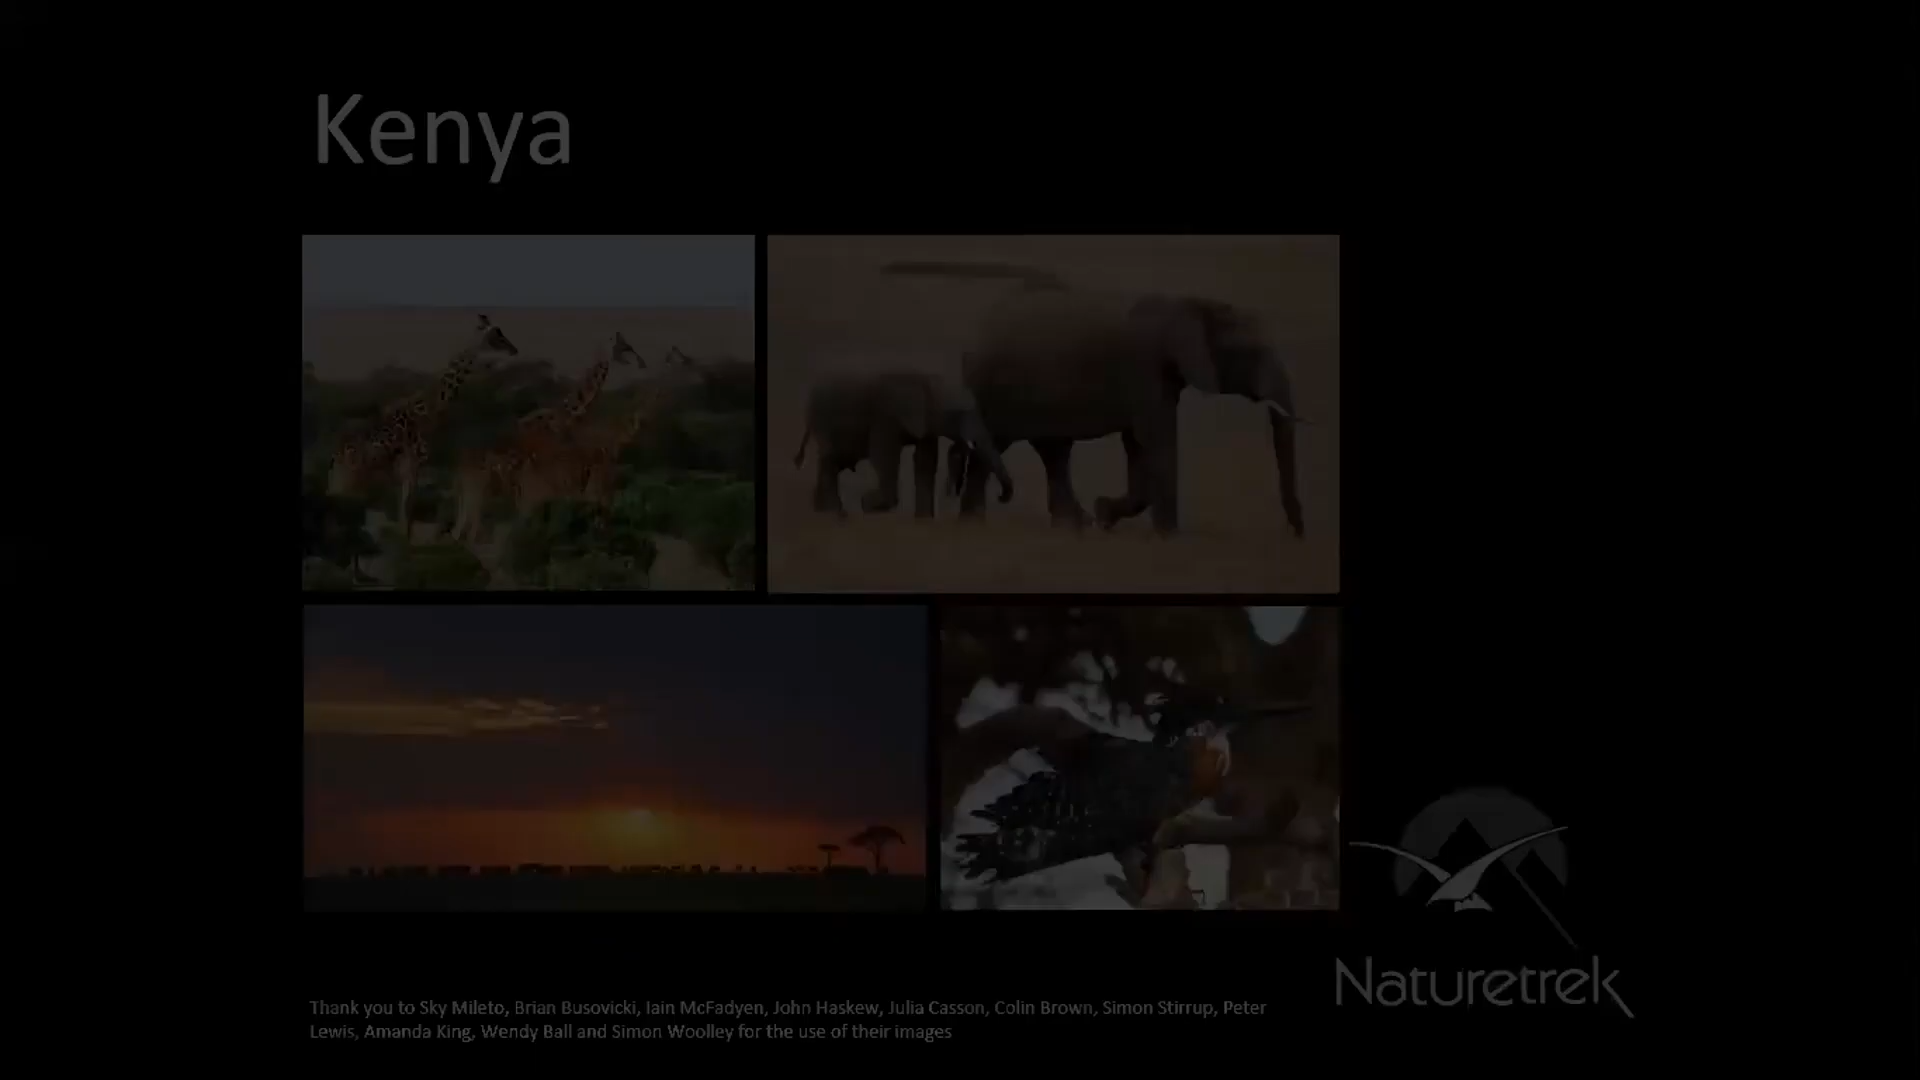 Kenya
Naturetrek
Thank you to Sky Mileto, Brian Busovicki, Iain McFadyen, John Haskew, Julia Casson, Colin Brown, Simon Stirrup, Peter
Lewis, Amanda King, Wendy Ball and Simon Woolley for the use of their images